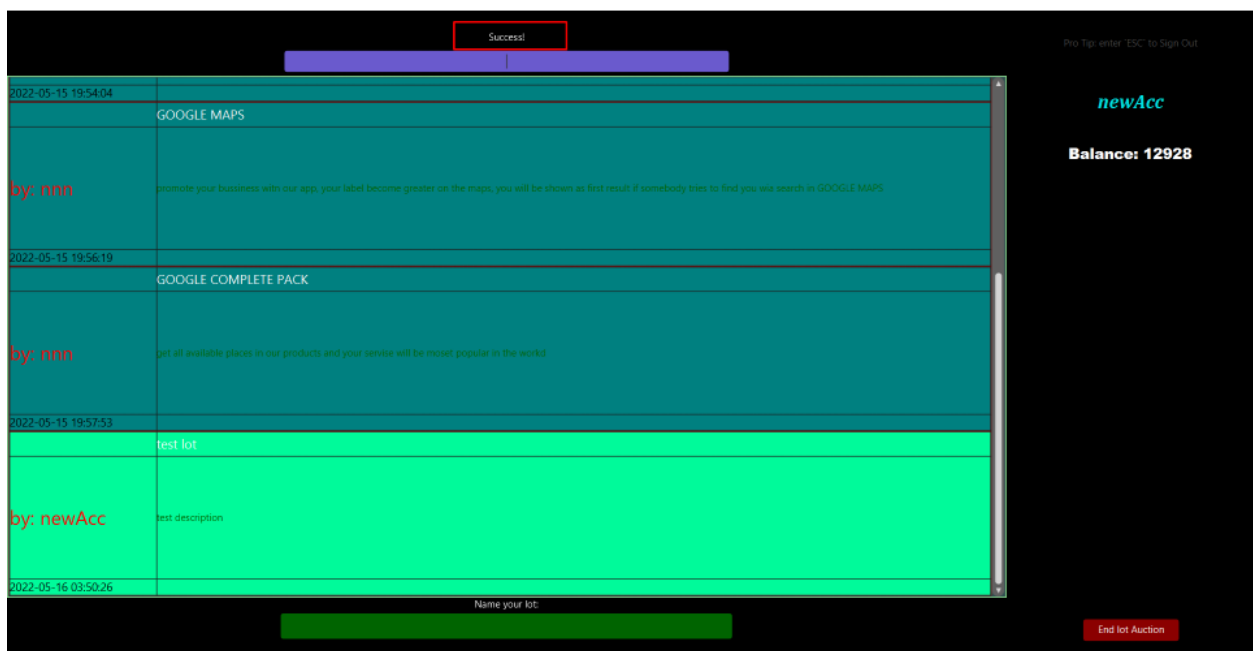 Success!
Pro Tip: enter 'ESC' to Sign Out
newAcc
Balance: 12928
2022-05-15 19:54:04
GOOGLE MAPS
by: nnn
promote your bussiness witn our app, your label become greater on the maps, you will be shown as first result if somebody tries to find you wia search in GOOGLE MAPS
2022-05-15 19:56:19
GOOGLE COMPLETE PACK
by: nnn
get all available places in our products and your servise will be moset popular in the workd
2022-05-15 19:57:53
test lot
by: newAcc
test description
2022-05-16 03:50:26
Name your lot:
End lot Auction